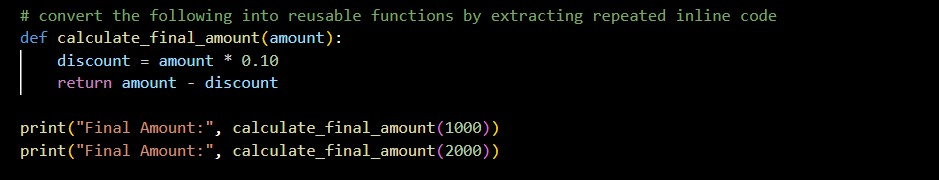 # convert the following into reusable functions by extracting repeated inline code
def calculate_final_amount(amount):
    discount = amount * 0.10
    return amount - discount
print("Final Amount:", calculate_final_amount(1000))
print("Final Amount:", calculate_final_amount(2000))